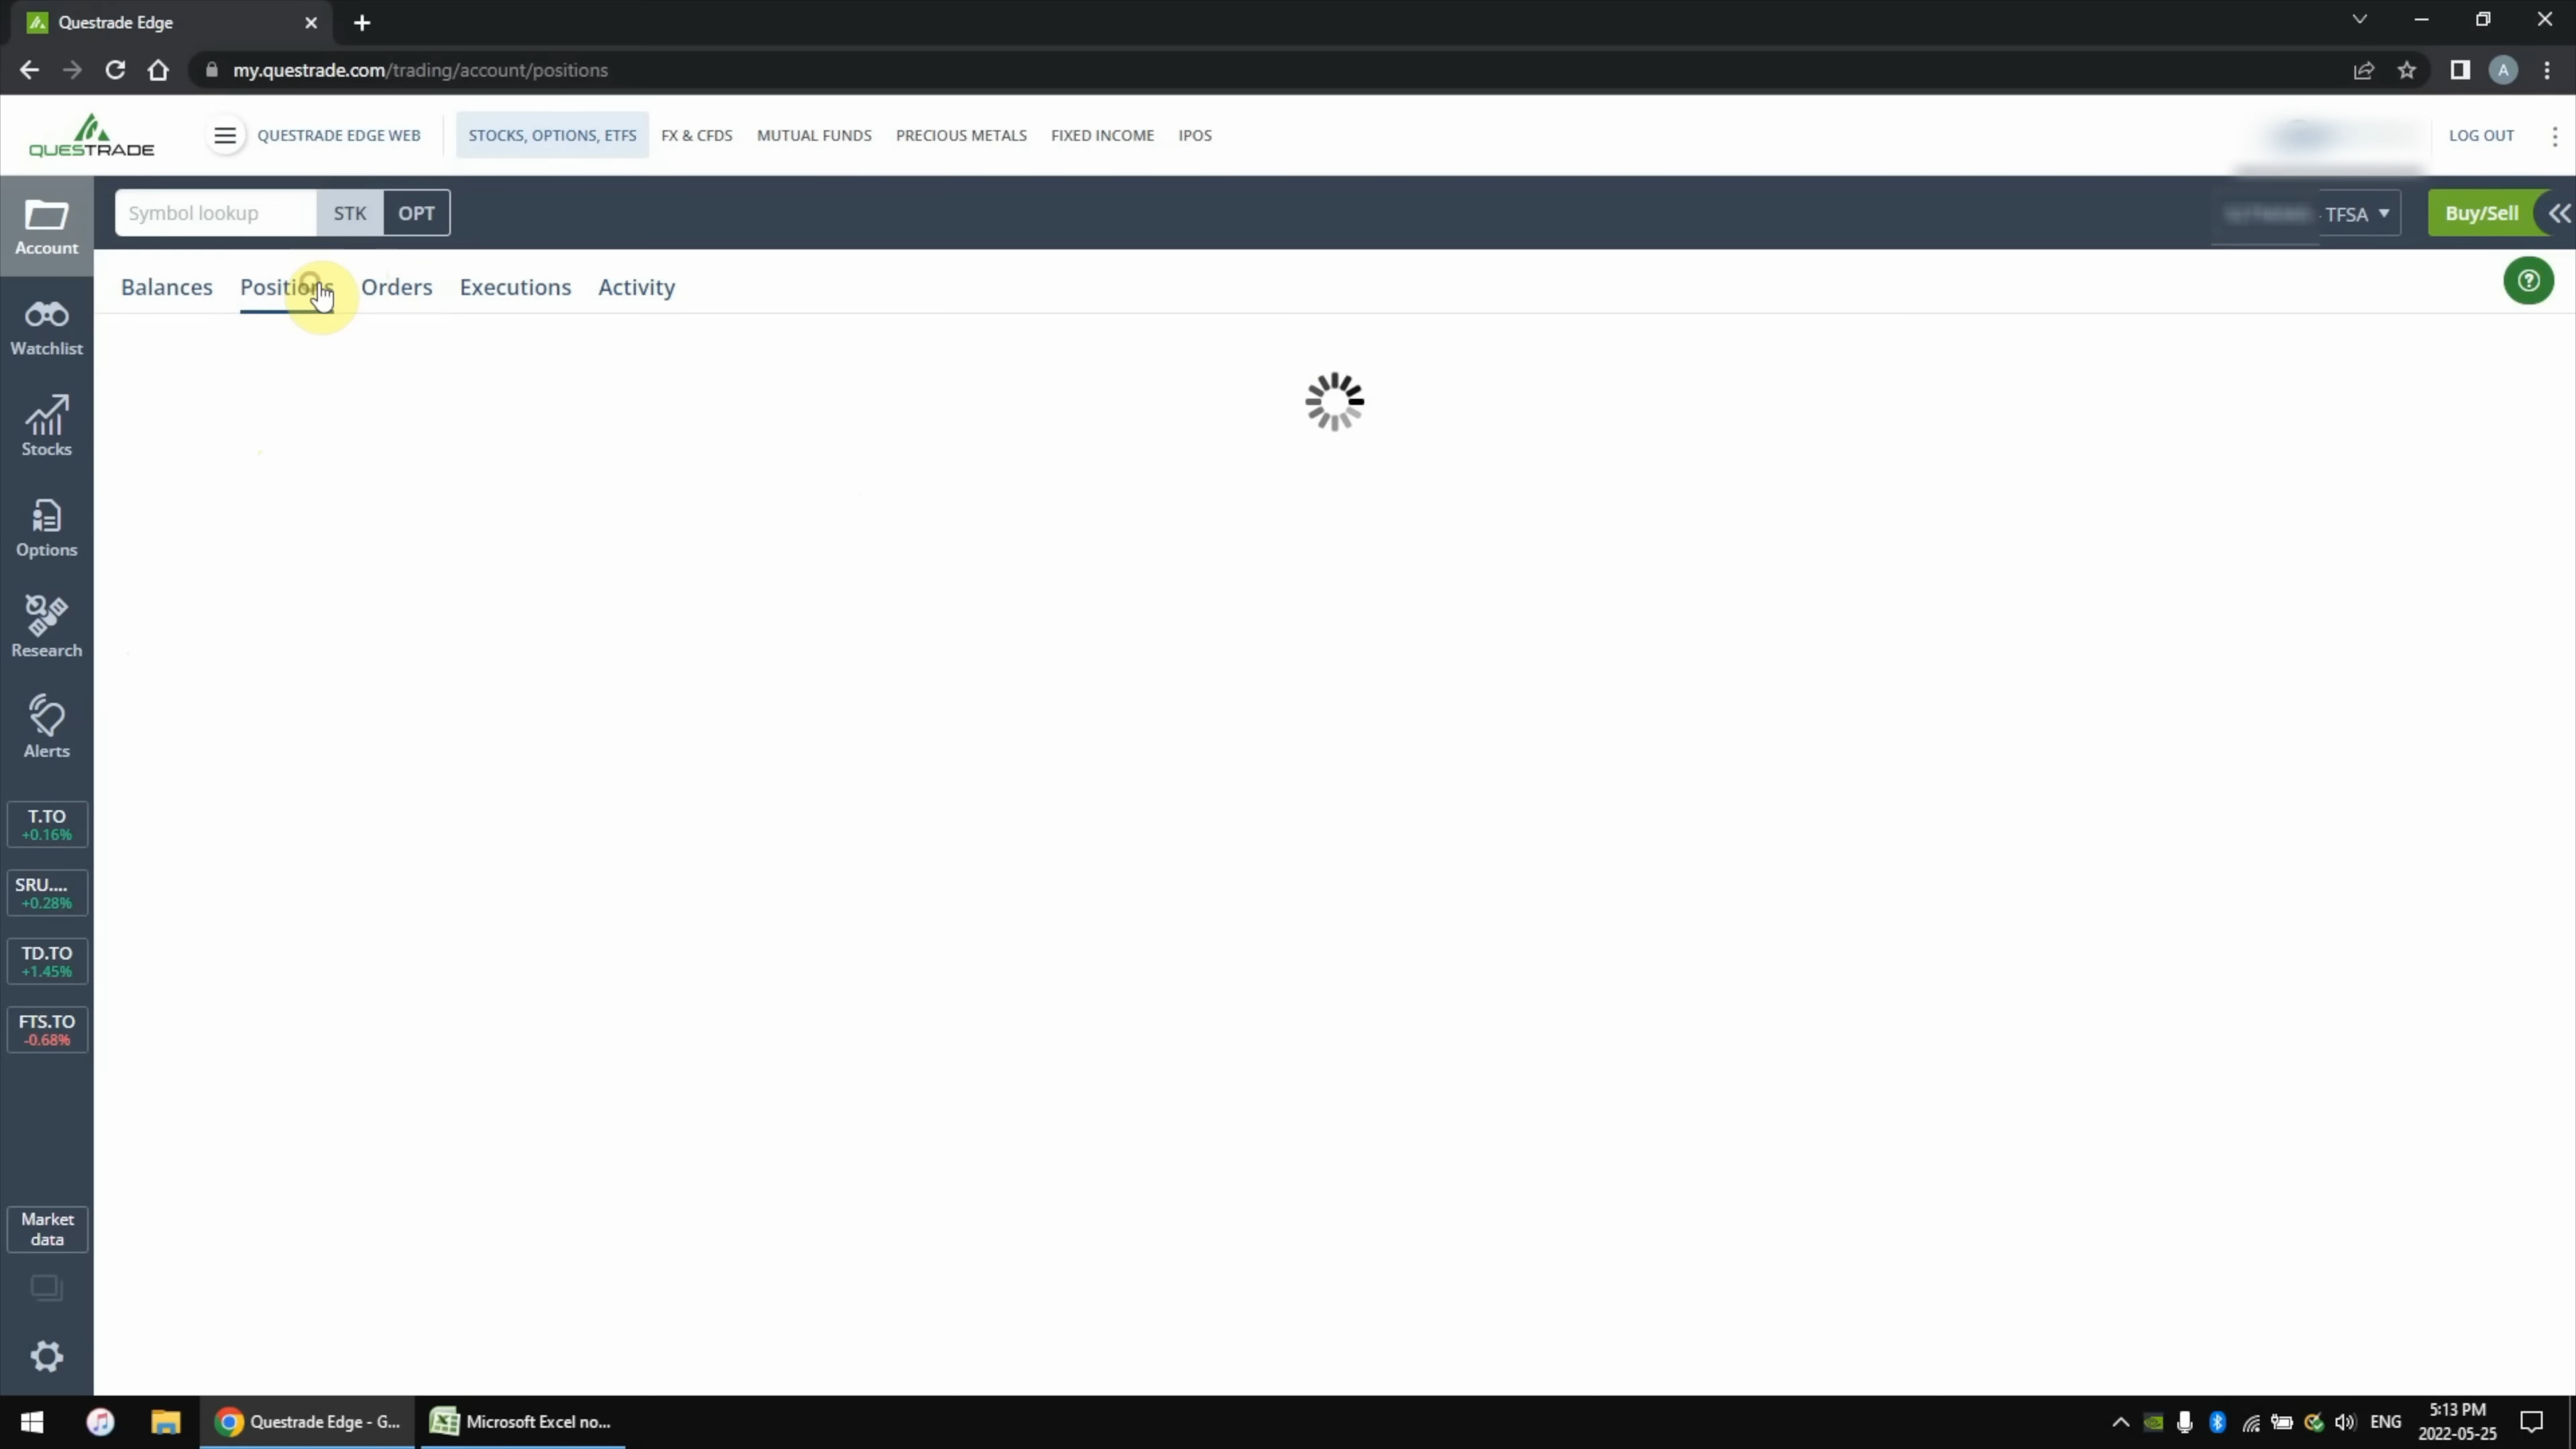 Questrade Edge
my.questrade.com/trading/account/positions
QUESTRADE
QUESTRADE EDGE WEB
STOCKS, OPTIONS, ETFS
FX & CFDS
MUTUAL FUNDS
PRECIOUS METALS
FIXED INCOME
IPOS
LOG OUT
A
Symbol lookup
STK
OPT
- TFSA
Buy/Sell
Balances
Positions
Orders
Executions
Activity
Account
Watchlist
Stocks
Options
Research
Alerts
T.TO
+0.16%
SRU....
+0.28%
TD.TO
+1.45%
FTS.TO
-0.68%
Market
data
Questrade Edge - G...
Microsoft Excel no...
ENG
5:13 PM
2022-05-25